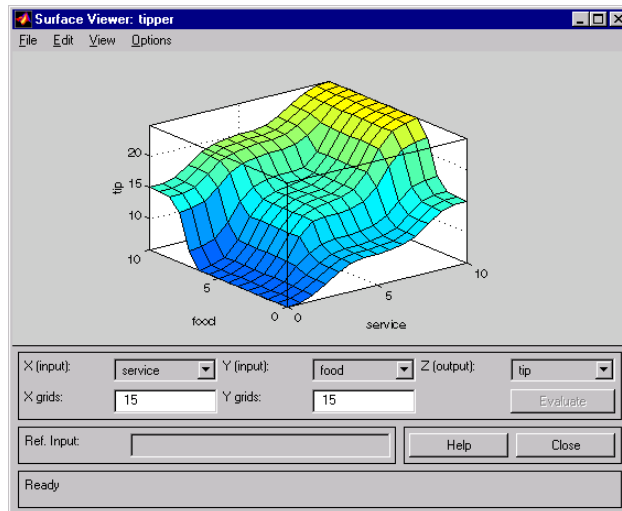 Surface Viewer: tipper
File Edit View Options
20
15
10
tip
10
5
0
food
0
5
10
service
X (input): service Y (input): food Z (output): tip
X grids: 15 Y grids: 15 Evaluate
Ref. Input: Help Close
Ready